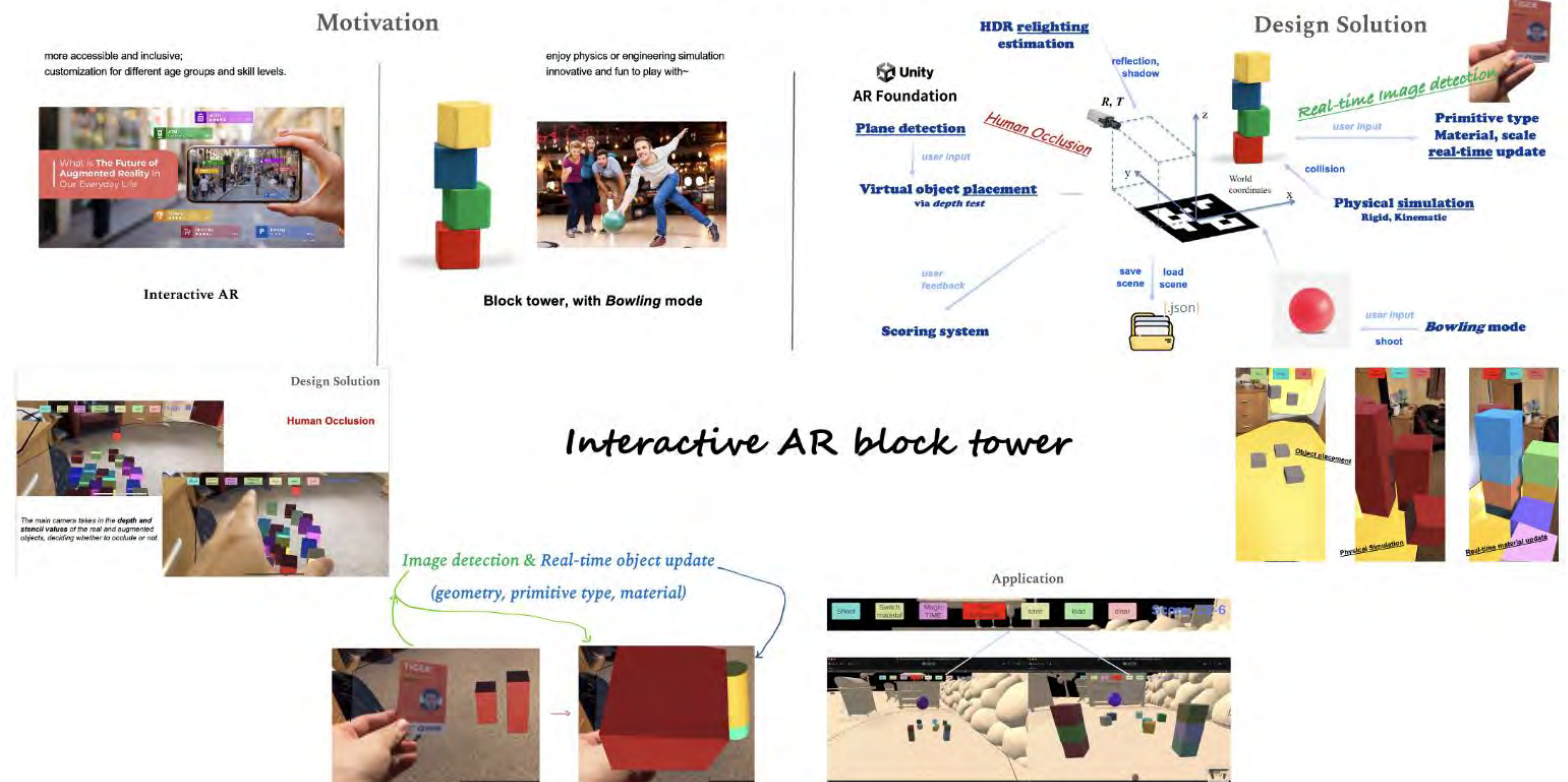 Motivation
more accessible and inclusive;
customization for different age groups and skill levels.
What is The Future of
Augmented Reality In
Our Everyday Life
Interactive AR
enjoy physics or engineering simulation
innovative and fun to play with~
Block tower, with Bowling mode
Design Solution
HDR relighting
estimation
reflection,
shadow
Unity
AR Foundation
Human Occlusion
R, T
z
y
x
World
coordinates
Plane detection
user input
Virtual object placement
via depth test
user
feedback
Scoring system
save
scene
load
scene
{.json}
TIGER
Real-time Image detection
user input
Primitive type
Material, scale
real-time update
collision
Physical simulation
Rigid, Kinematic
user input
shoot
Bowling mode
Design Solution
Human Occlusion
The main camera takes in the depth and
stencil values of the real and augmented
objects, deciding whether to occlude or not.
Interactive AR block tower
Object placement
Physical Simulation
Real-time material update
Image detection & Real-time object update
(geometry, primitive type, material)
TIGER
Application
Shoot
Switch
material
Magic
TIME
save
load
clear